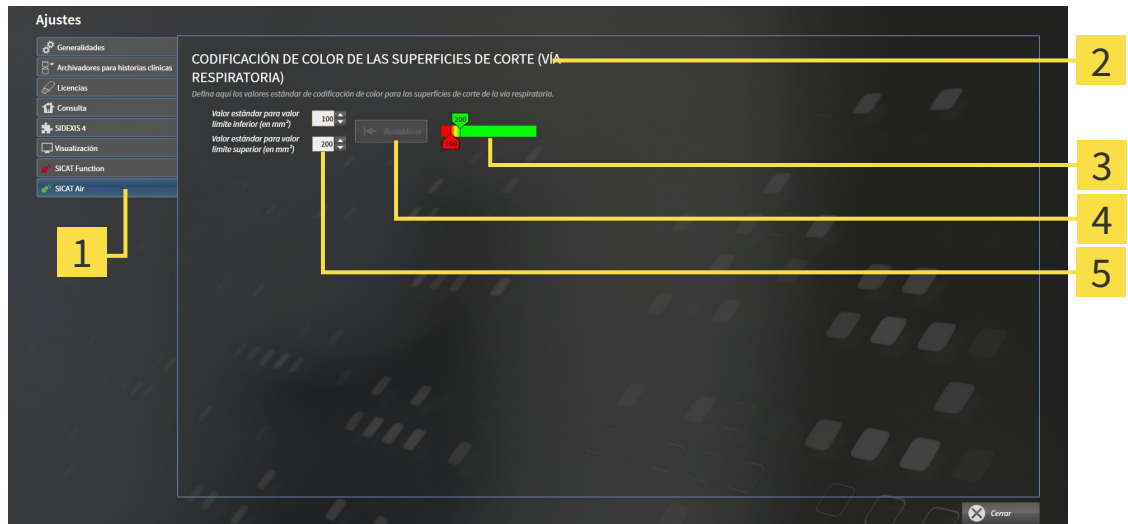 Ajustes
Generalidades
Archivadores para historias clínicas
Licencias
Consulta
SIDEXIS 4
Visualización
SICAT Function
SICAT Air
CODIFICACIÓN DE COLOR DE LAS SUPERFICIES DE CORTE (VÍA
RESPIRATORIA)
Defina aquí los valores estándar de codificación de color para las superficies de corte de la vía respiratoria.
Valor estándar para valor
límite inferior (en mm²)
100
Valor estándar para valor
límite superior (en mm²)
200
Restablecer
200
100
Cerrar
1
2
3
4
5